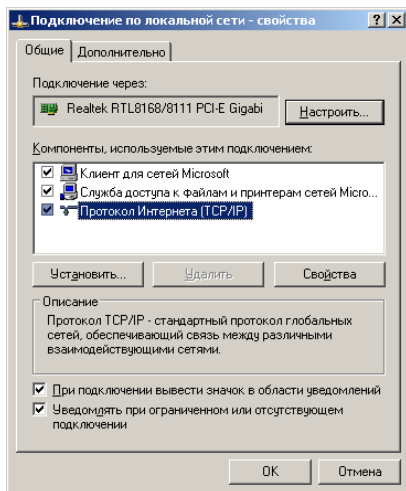 Подключение по локальной сети - свойства
Общие
Дополнительно
Подключение через:
Realtek RTL8168/8111 PCI-E Gigabi
Настроить...
Компоненты, используемые этим подключением:
Клиент для сетей Microsoft
Служба доступа к файлам и принтерам сетей Micro...
Протокол Интернета (TCP/IP)
Установить...
Удалить
Свойства
Описание
Протокол TCP/IP - стандартный протокол глобальных
сетей, обеспечивающий связь между различными
взаимодействующими сетями.
При подключении вывести значок в области уведомлений
Уведомлять при ограниченном или отсутствующем
подключении
OK
Отмена